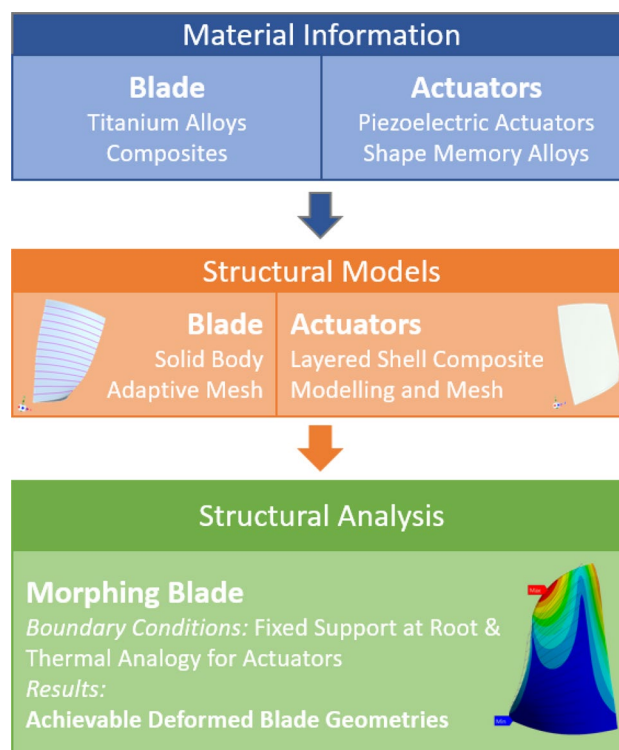 Material Information
Blade
Titanium Alloys
Composites
Actuators
Piezoelectric Actuators
Shape Memory Alloys
Structural Models
Blade
Solid Body
Adaptive Mesh
Actuators
Layered Shell Composite
Modelling and Mesh
Structural Analysis
Morphing Blade
Boundary Conditions: Fixed Support at Root &
Thermal Analogy for Actuators
Results:
Achievable Deformed Blade Geometries
Max
Min